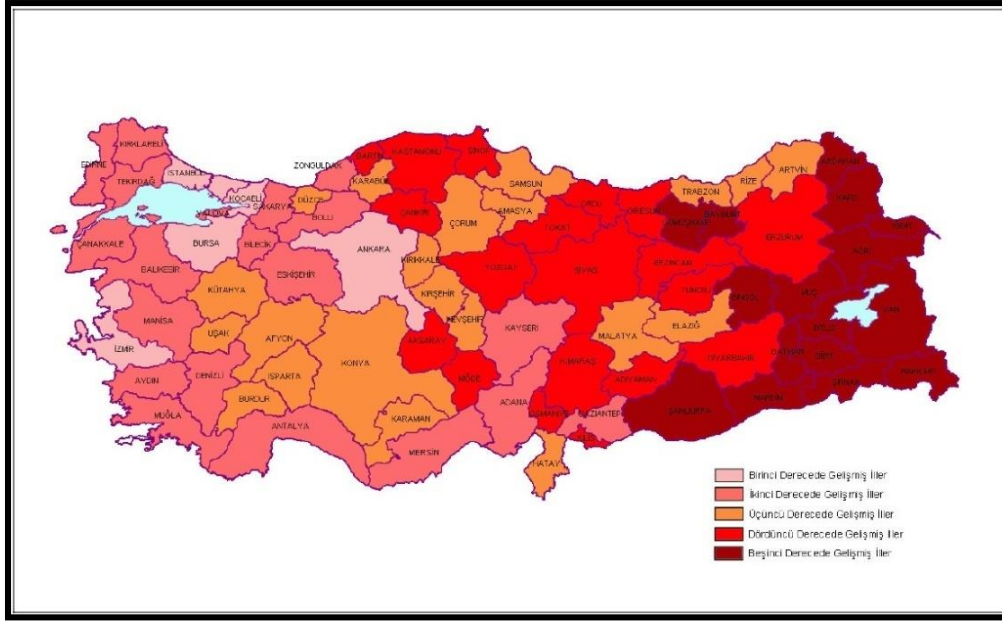 KIRKLARELİ
EDİRNE
TEKİRDAĞ
İSTANBUL
KOCAELİ
YALOVA
SAKARYA
DÜZCE
ZONGULDAK
BARTIN
KARABÜK
KASTAMONU
SİNOP
SAMSUN
BOLU
ÇANKIRI
ÇORUM
AMASYA
ORDU
TOKAT
GİRESUN
TRABZON
RİZE
ARTVİN
ARDAHAN
KARS
GÜMÜŞHANE
BAYBURT
ERZURUM
IĞDIR
AĞRI
ÇANAKKALE
BALIKESİR
BURSA
BİLECİK
ESKİŞEHİR
ANKARA
KIRIKKALE
YOZGAT
SİVAS
ERZİNCAN
TUNCELİ
BİNGÖL
MUŞ
VAN
KÜTAHYA
KIRŞEHİR
NEVŞEHİR
KAYSERİ
MALATYA
ELAZIĞ
BİTLİS
MANİSA
UŞAK
AFYON
AKSARAY
İZMİR
KONYA
NİĞDE
K.MARAŞ
ADIYAMAN
DİYARBAKIR
BATMAN
SİİRT
ŞIRNAK
HAKKARİ
AYDIN
DENİZLİ
ISPARTA
BURDUR
KARAMAN
ADANA
OSMANİYE
GAZİANTEP
ŞANLIURFA
MARDİN
MUĞLA
ANTALYA
MERSİN
KİLİS
HATAY
Birinci Derecede Gelişmiş İller
İkinci Derecede Gelişmiş İller
Üçüncü Derecede Gelişmiş İller
Dördüncü Derecede Gelişmiş İller
Beşinci Derecede Gelişmiş İller